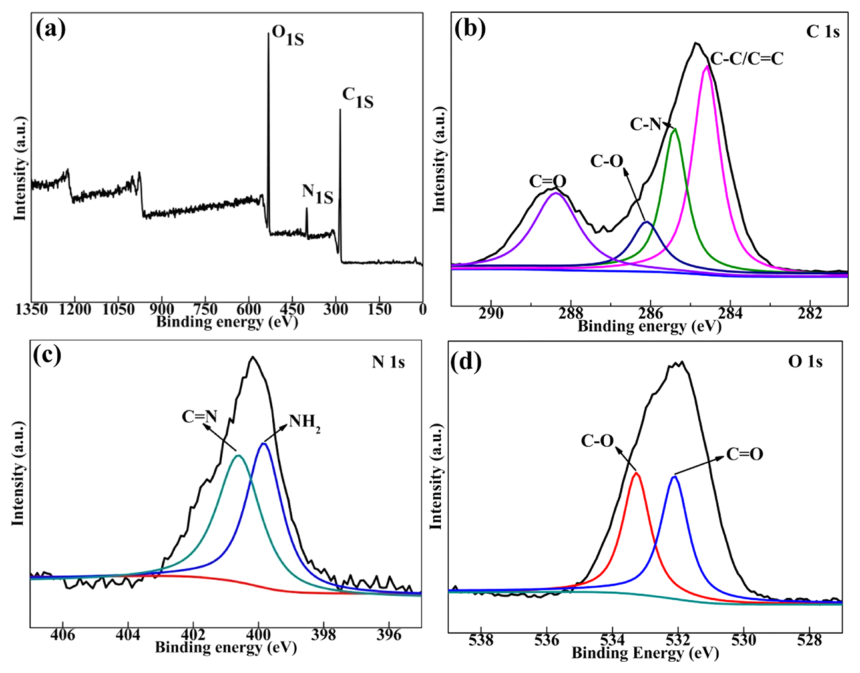 (a)
O1S
C1S
N1S
Intensity (a.u.)
1350 1200 1050 900 750 600 450 300 150 0
Binding energy (eV)
(b)
C 1s
C-C/C=C
C-N
C-O
C=O
Intensity (a.u.)
290 288 286 284 282
Binding energy (eV)
(c)
N 1s
C=N
NH2
Intensity (a.u.)
406 404 402 400 398 396
Binding energy (eV)
(d)
O 1s
C-O
C=O
Intensity (a.u.)
538 536 534 532 530 528
Binding Energy (eV)